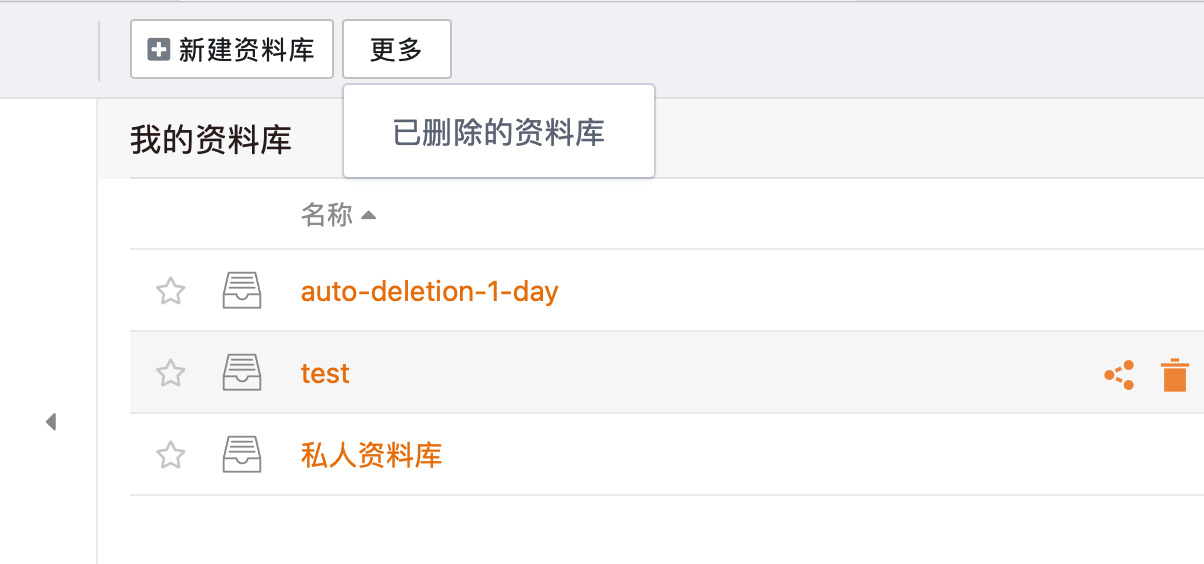 新建资料库 更多
已删除的资料库
我的资料库
名称
auto-deletion-1-day
test
私人资料库